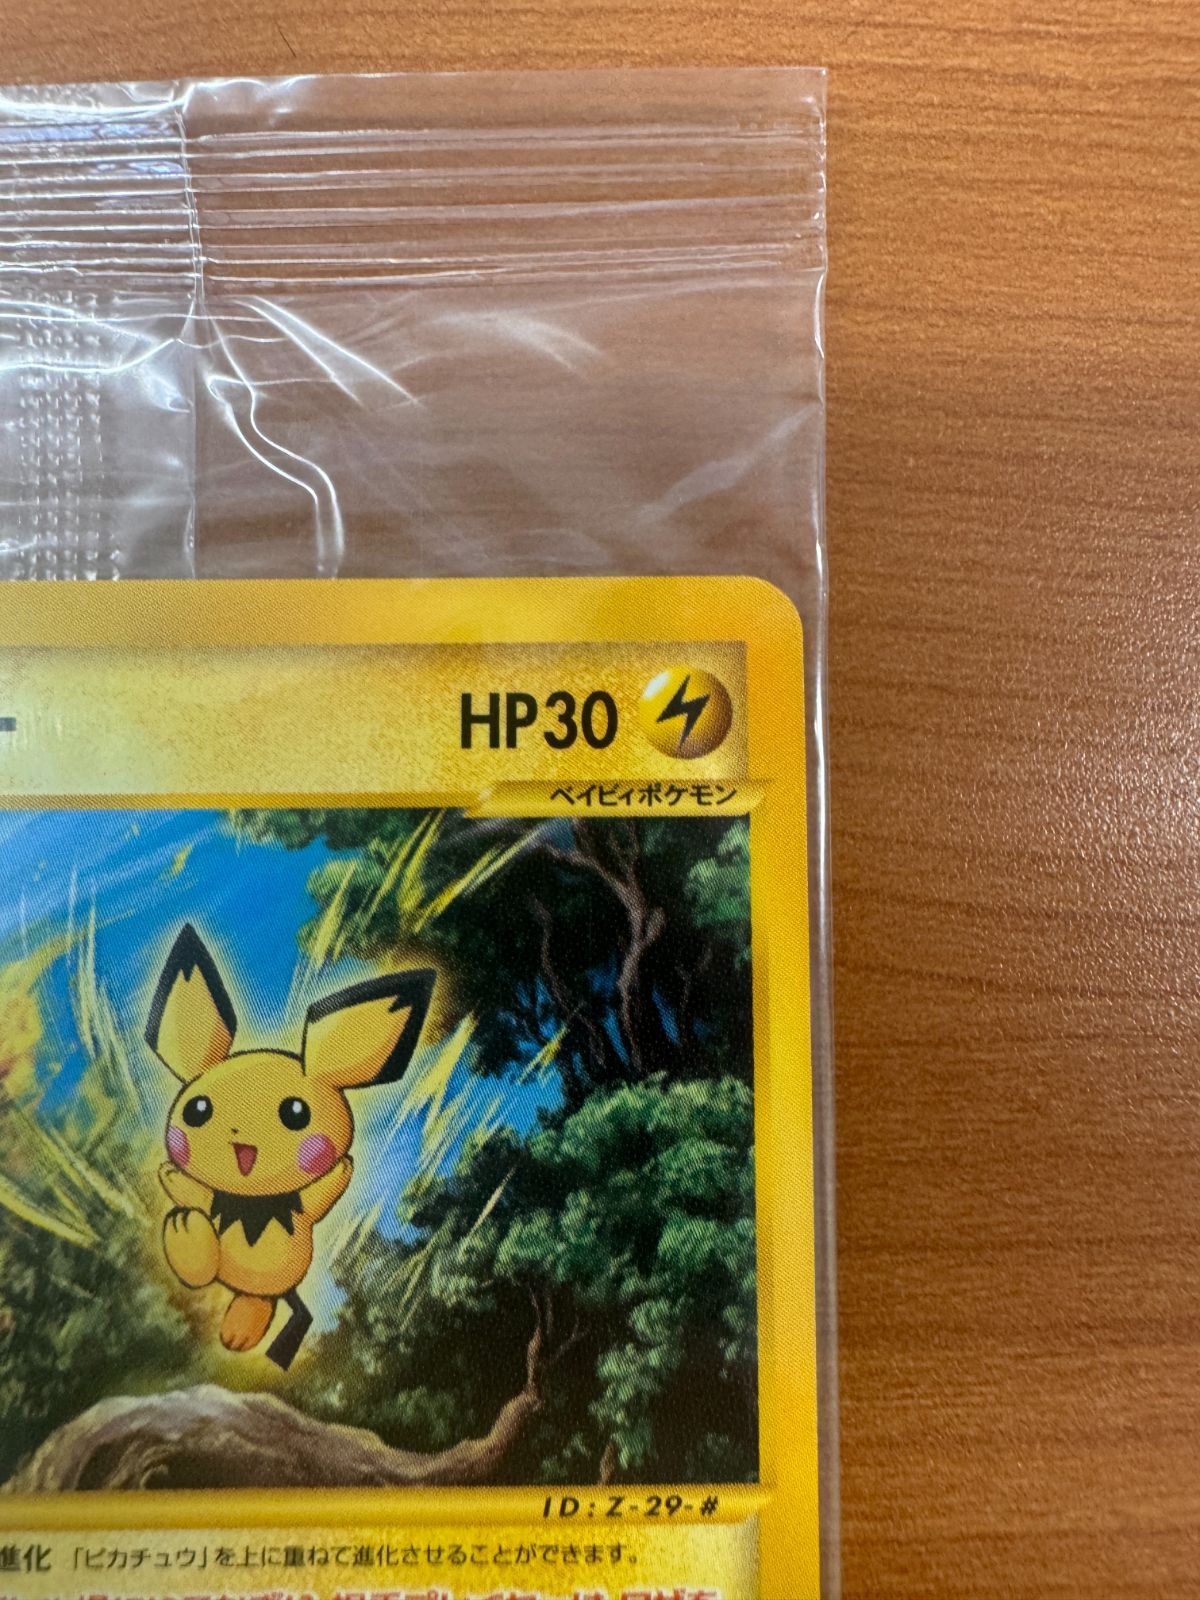 ー HP30
ベイビィポケモン
ID:Z-29-#
進化 「ピカチュウ」を上に重ねて進化させることができます。